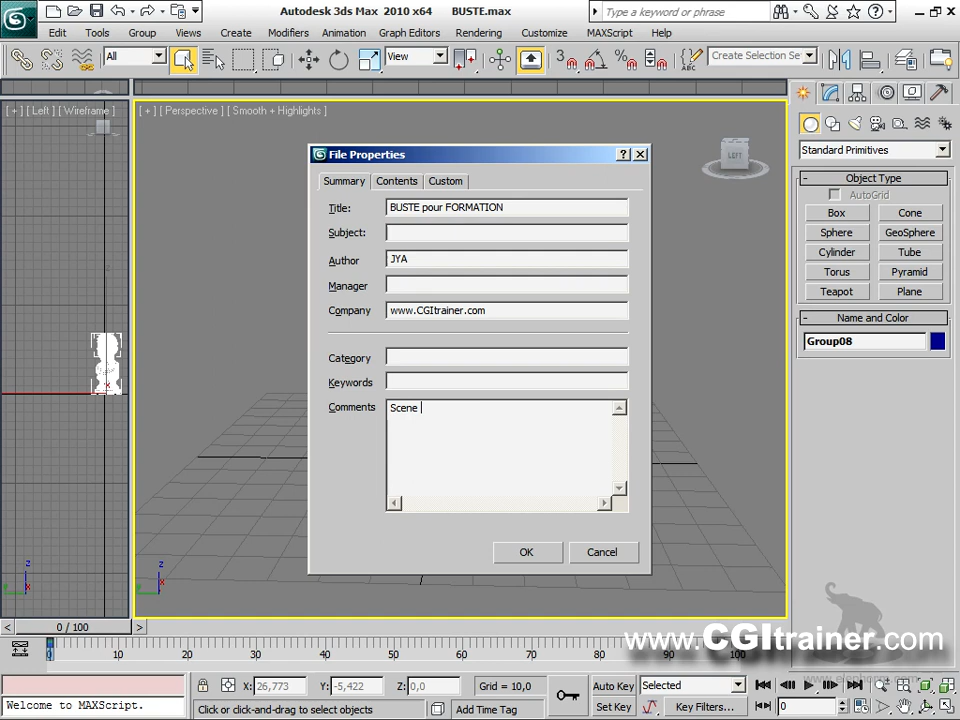 Autodesk 3ds Max 2010 x64 BUSTE.max
Type a keyword or phrase
Edit Tools Group Views Create Modifiers Animation Graph Editors Rendering Customize MAXScript Help
All View Create Selection Se
[ + ] [ Left ] [ Wireframe ]
[ + ] [ Perspective ] [ Smooth + Highlights ]
LEFT
Standard Primitives
- Object Type
AutoGrid
Box Cone
Sphere GeoSphere
Cylinder Tube
Torus Pyramid
Teapot Plane
- Name and Color
Group08
File Properties
Summary Contents Custom
Title: BUSTE pour FORMATION
Subject:
Author JYA
Manager
Company www.CGItrainer.com
Category
Keywords
Comments Scene
OK Cancel
z x
z x
< 0 / 100 >
0 10 20 30 40 50 60 70 80 90 100
www.CGItrainer.com
X: 26,773 Y: -5,422 Z: 0,0 Grid = 10,0 Auto Key Selected
Welcome to MAXScript. Click or click-and-drag to select objects Add Time Tag Set Key Key Filters... 0